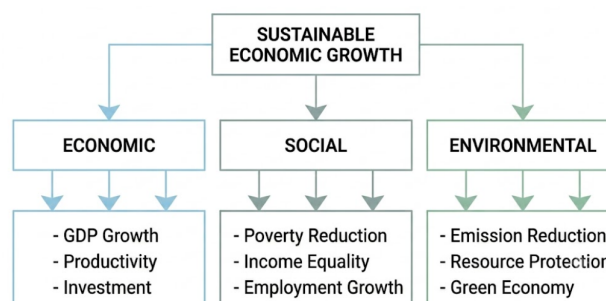 SUSTAINABLE
ECONOMIC GROWTH
ECONOMIC
SOCIAL
ENVIRONMENTAL
- GDP Growth
- Productivity
- Investment
- Poverty Reduction
- Income Equality
- Employment Growth
- Emission Reduction
- Resource Protection
- Green Economy